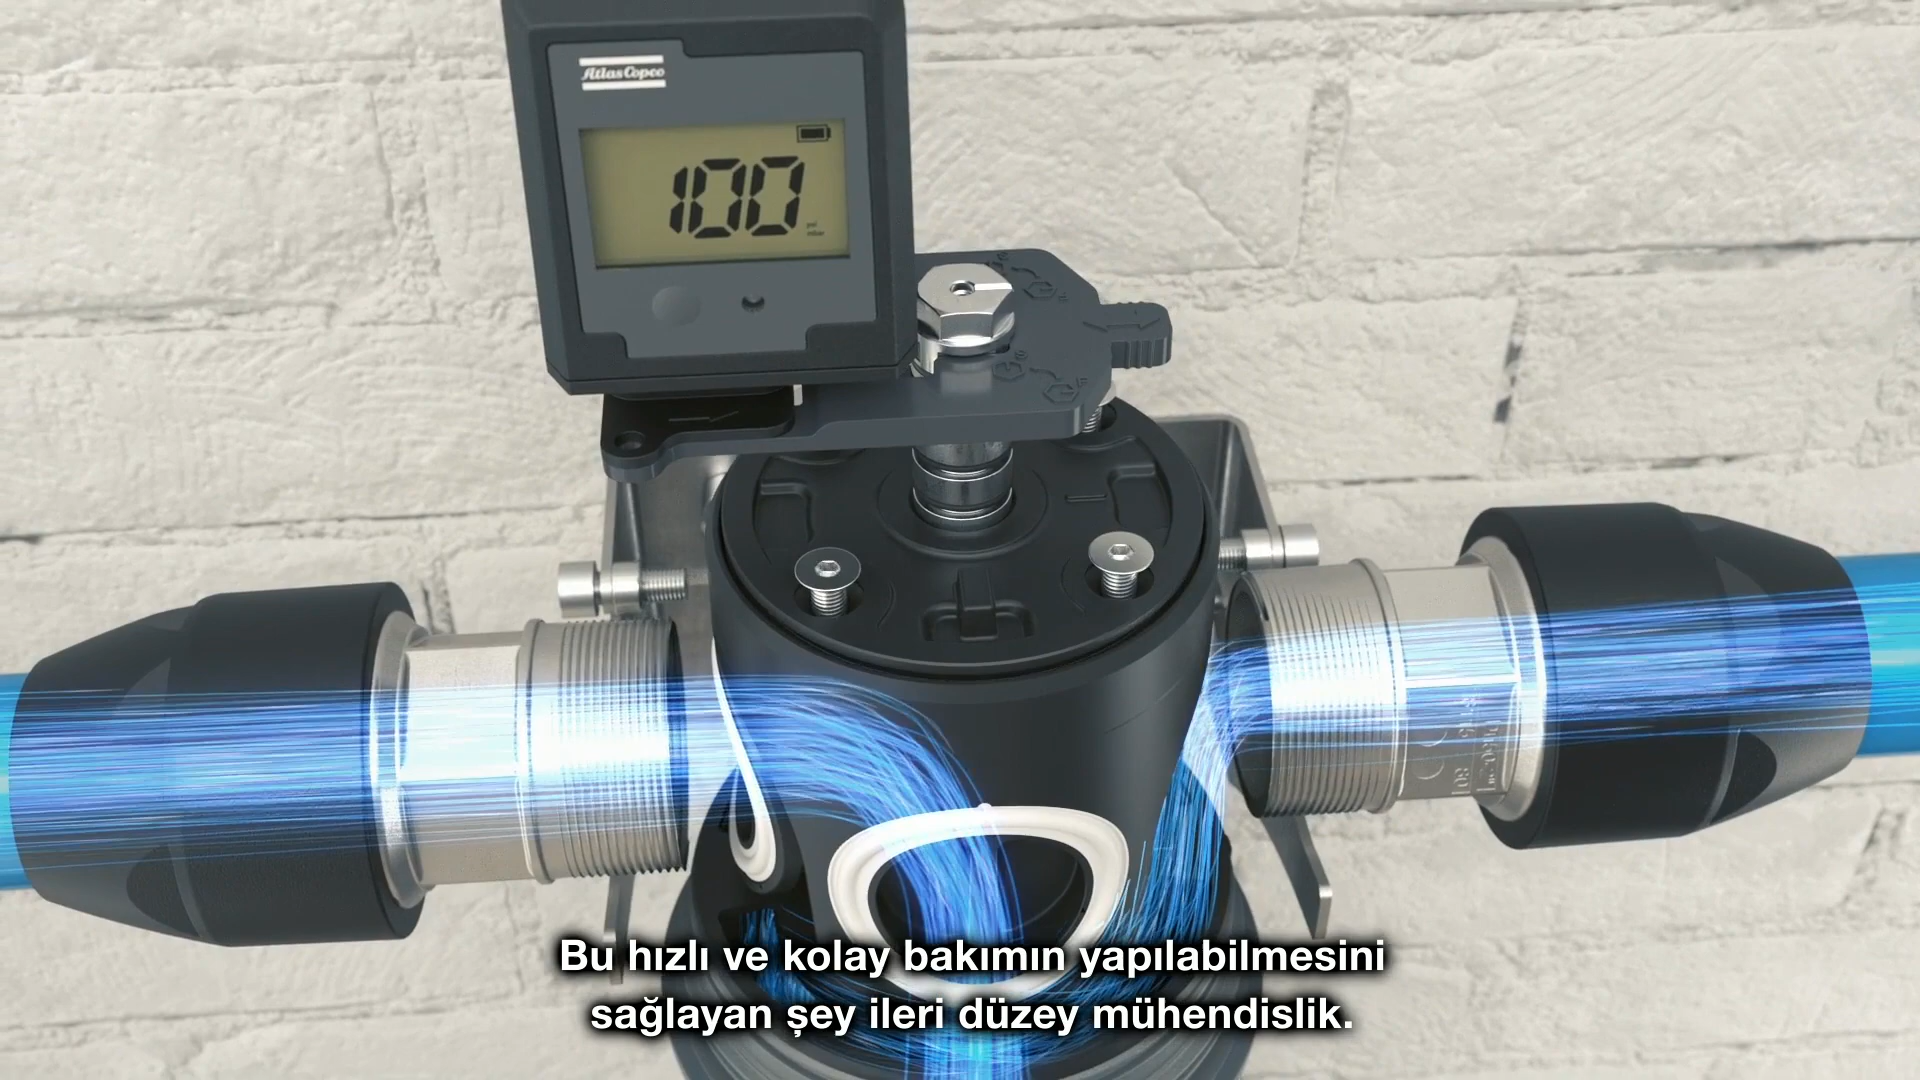 Atlas Copco
100
Bu hızlı ve kolay bakımın yapılabilmesini
sağlayan şey ileri düzey mühendislik.